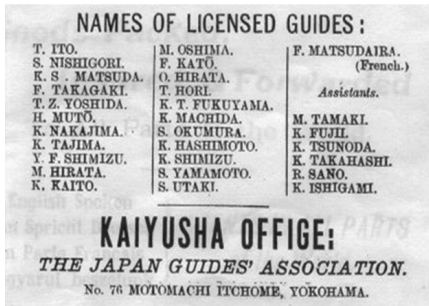 NAMES OF LICENSED GUIDES:
T. ITO.
S. NISHIGORI.
K. S. MATSUDA.
F. TAKAGAKI.
T. Z. YOSHIDA.
H. MUTŌ.
K. NAKAJIMA.
K. TAJIMA.
Y. F. SHIMIZU.
M. HIRATA.
K. KAITO.
M. OSHIMA.
F. KATŌ.
O. HIRATA.
T. HORI.
K. T. FUKUYAMA.
K. MACHIDA.
S. OKUMURA.
K. HASHIMOTO.
K. SHIMIZU.
S. YAMAMOTO.
S. UTAKI.
F. MATSUDAIRA.
(French.)
Assistants.
M. TAMAKI.
K. FUJII.
K. TSUNODA.
K. TAKAHASHI.
R. SANO.
K. ISHIGAMI.
KAIYUSHA OFFIGE:
THE JAPAN GUIDES' ASSOCIATION.
No. 76 MOTOMACHI ITCHOME, YOKOHAMA.